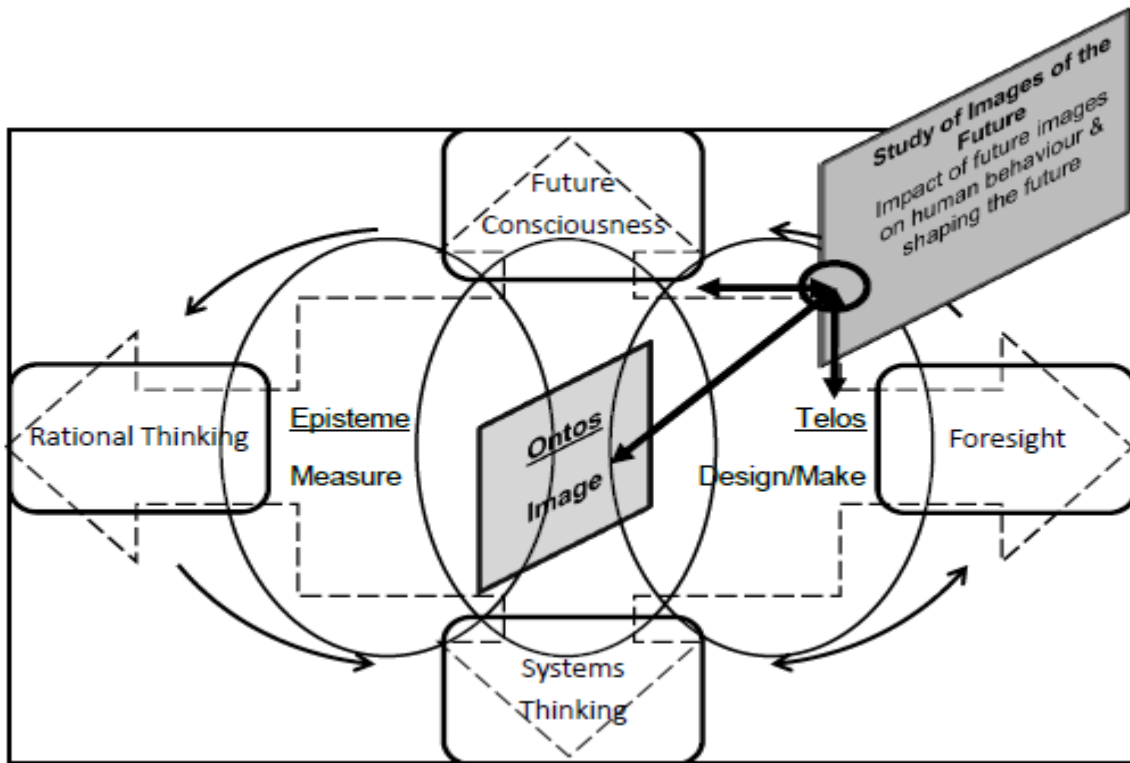 Study of Images of the
Future
Impact of future images
on human behaviour &
shaping the future
Future
Consciousness
Rational Thinking
Episteme
Measure
Ontos
Image
Telos
Design/Make
Foresight
Systems
Thinking